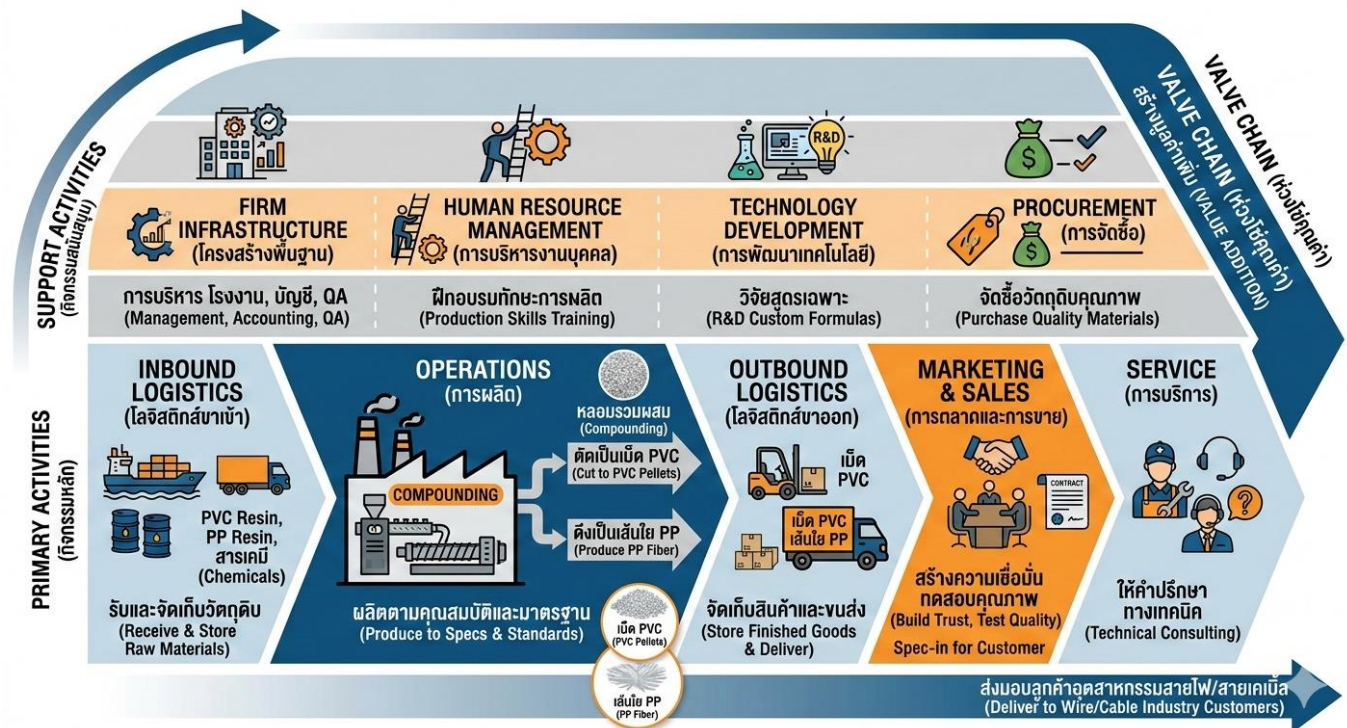 SUPPORT ACTIVITIES
(กิจกรรมสนับสนุน)
R&D
FIRM
INFRASTRUCTURE
(โครงสร้างพื้นฐาน)
HUMAN RESOURCE
MANAGEMENT
(การบริหารงานบุคคล)
TECHNOLOGY
DEVELOPMENT
(การพัฒนาเทคโนโลยี)
PROCUREMENT
(การจัดซื้อ)
การบริหาร โรงงาน, บัญชี, QA
(Management, Accounting, QA)
ฝึกอบรมทักษะการผลิต
(Production Skills Training)
วิจัยสูตรเฉพาะ
(R&D Custom Formulas)
จัดซื้อวัตถุดิบคุณภาพ
(Purchase Quality Materials)
VALVE CHAIN (ห่วงโซ่คุณค่า)
VALVE CHAIN (ห่วงโซ่คุณค่า)
สร้างมูลค่าเพิ่ม (VALUE ADDITION)
PRIMARY ACTIVITIES
(กิจกรรมหลัก)
INBOUND
LOGISTICS
(โลจิสติกส์ขาเข้า)
PVC Resin,
PP Resin,
สารเคมี
(Chemicals)
รับและจัดเก็บวัตถุดิบ
(Receive & Store
Raw Materials)
OPERATIONS
(การผลิต)
หลอมรวมผสม
(Compounding)
COMPOUNDING
ตัดเป็นเม็ด PVC
(Cut to PVC Pellets)
ดึงเป็นเส้นใย PP
(Produce PP Fiber)
ผลิตตามคุณสมบัติและมาตรฐาน
(Produce to Specs & Standards)
เม็ด PVC
(PVC Pellets)
เส้นใย PP
(PP Fiber)
OUTBOUND
LOGISTICS
(โลจิสติกส์ขาออก)
เม็ด
PVC
เม็ด PVC
เส้นใย PP
จัดเก็บสินค้าและขนส่ง
(Store Finished Goods
& Deliver)
MARKETING
& SALES
(การตลาดและการขาย)
CONTRACT
สร้างความเชื่อมั่น
ทดสอบคุณภาพ
(Build Trust, Test Quality)
Spec-in for Customer
SERVICE
(การบริการ)
?
ให้คำปรึกษา
ทางเทคนิค
(Technical Consulting)
ส่งมอบลูกค้าอุตสาหกรรมสายไฟ/สายเคเบิ้ล
(Deliver to Wire/Cable Industry Customers)